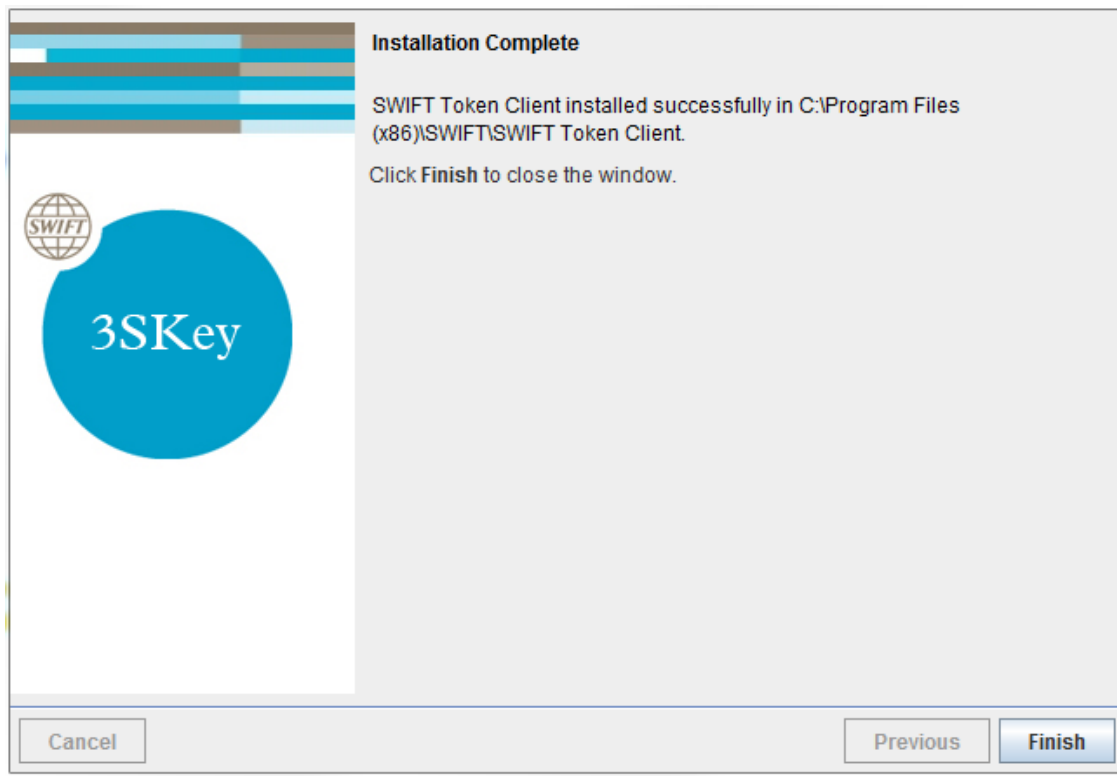 Installation Complete
SWIFT Token Client installed successfully in C:\Program Files
(x86)\SWIFT\SWIFT Token Client.
Click Finish to close the window.
SWIFT
3SKey
Cancel
Previous
Finish